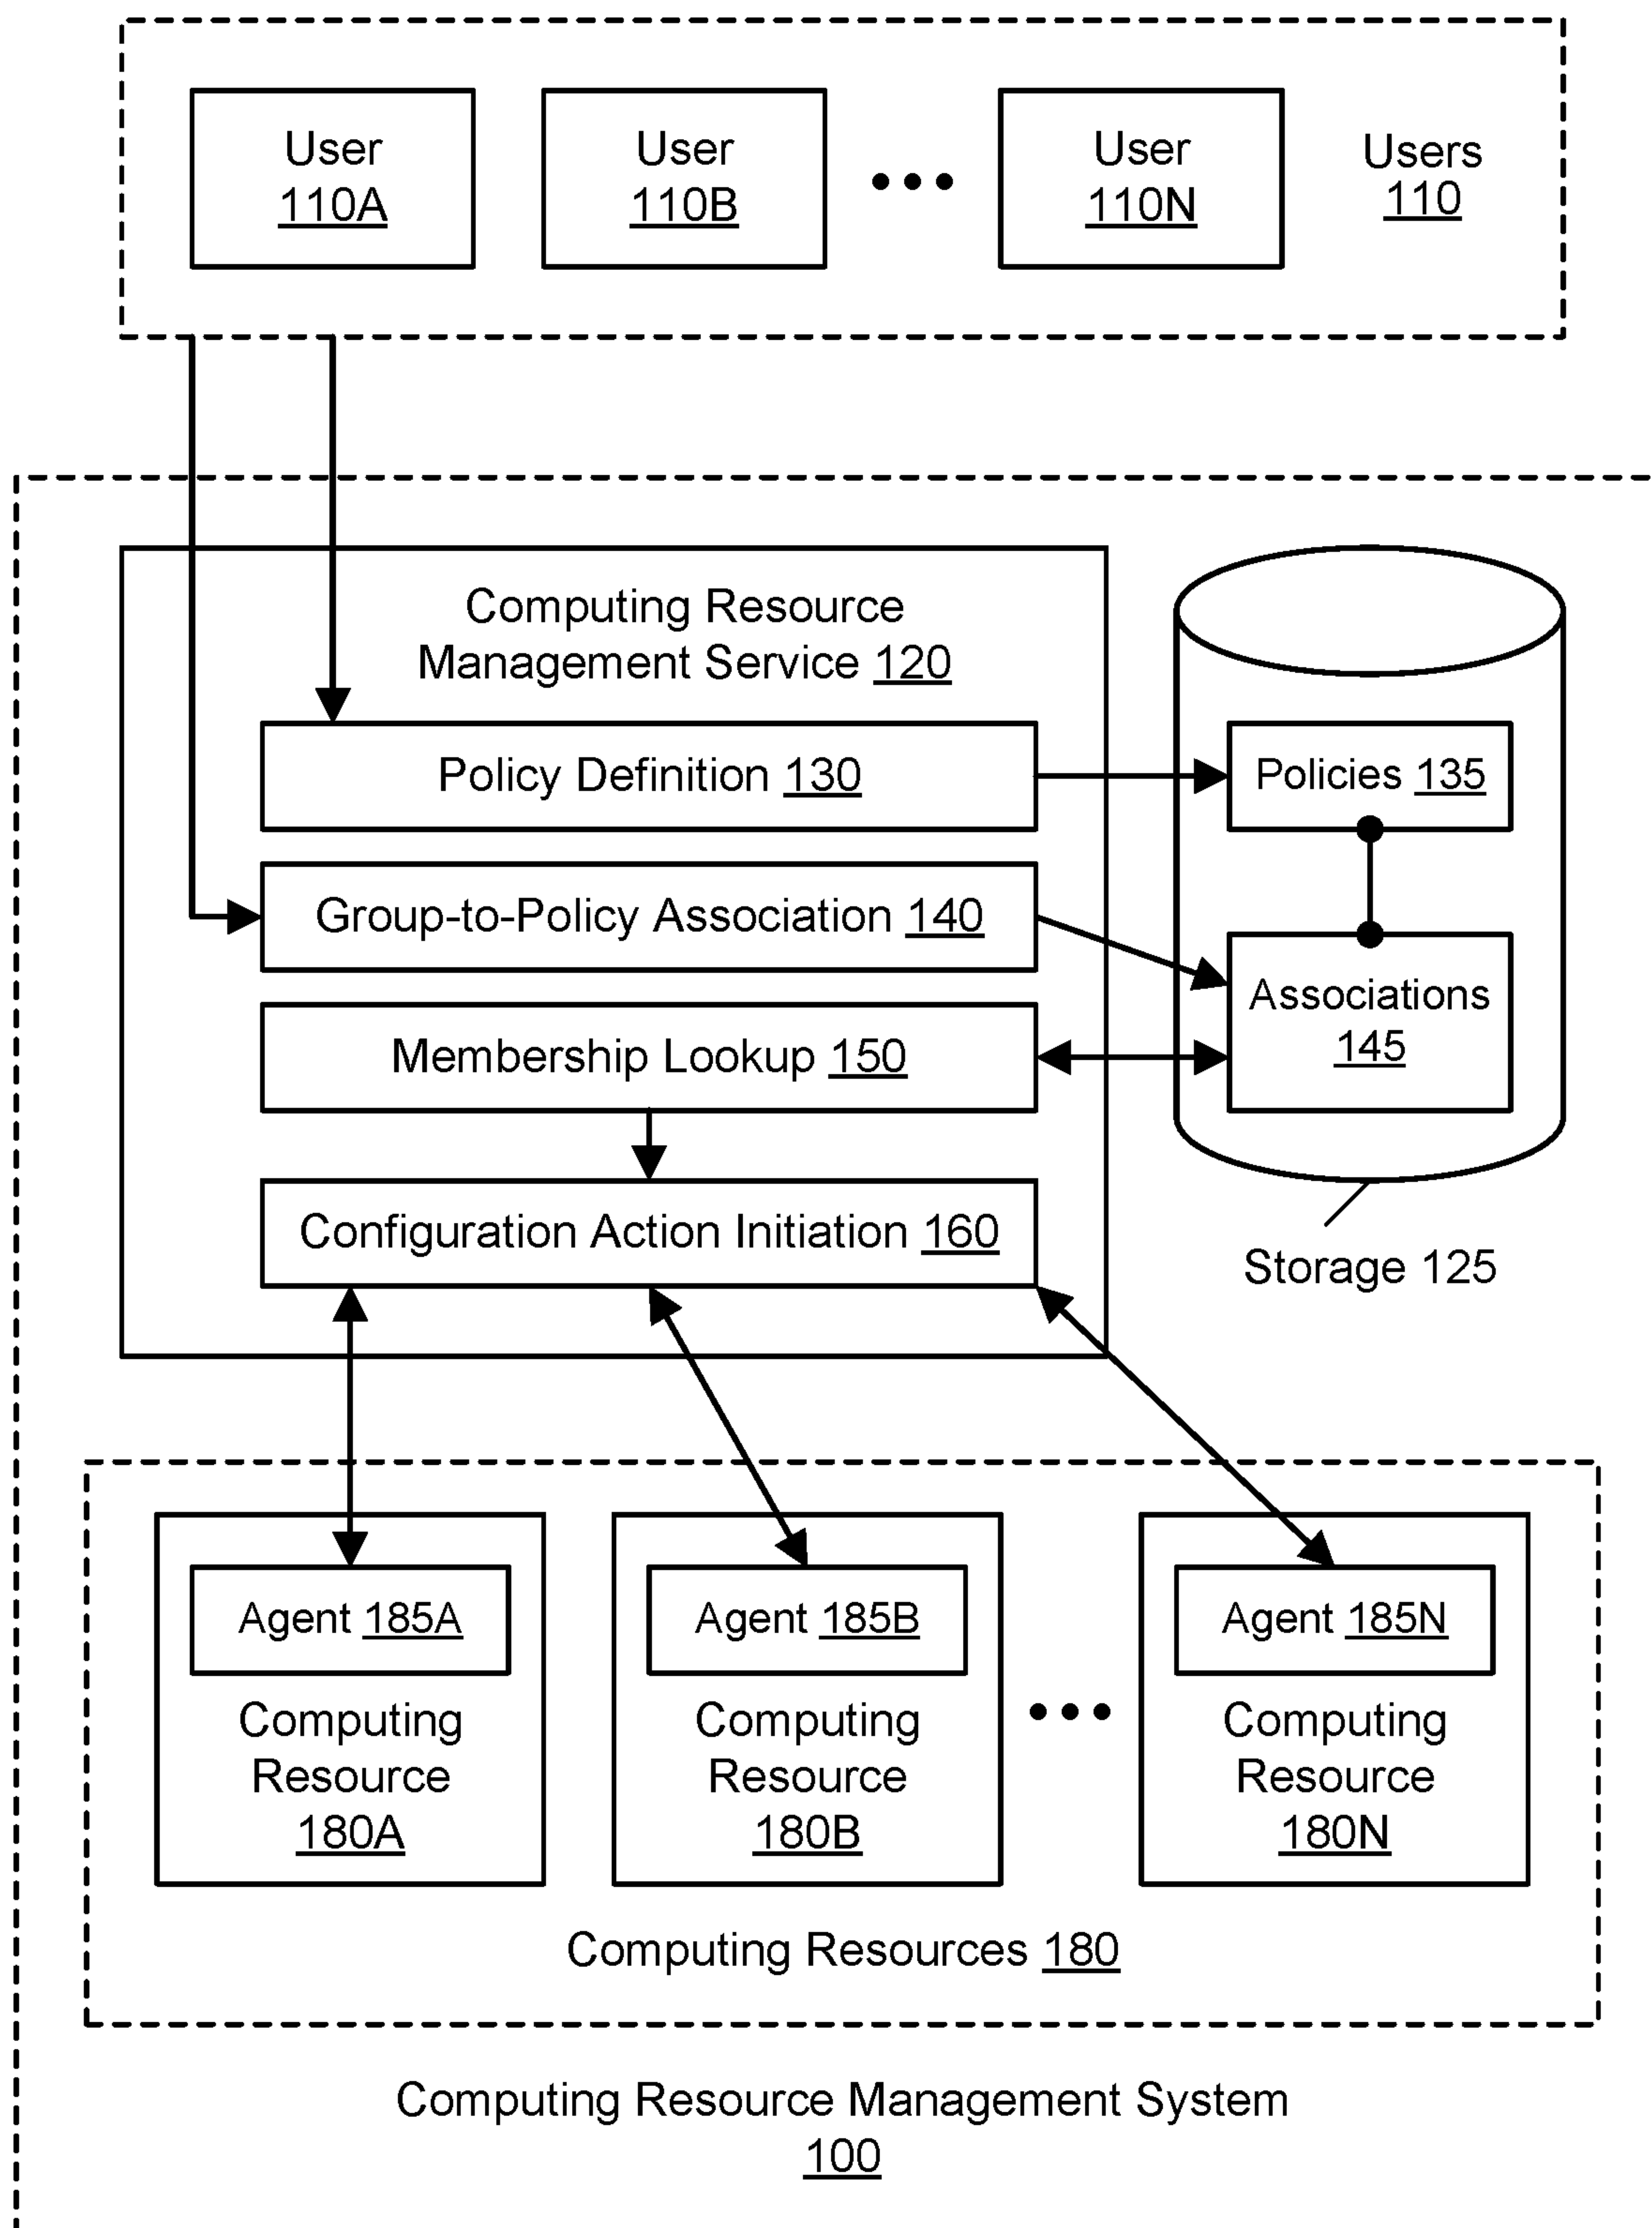 User
110A
User
110B
User
110N
Users
110
Computing Resource
Management Service 120
Policy Definition 130
Policies 135
Group-to-Policy Association 140
Associations
145
Membership Lookup 150
Configuration Action Initiation 160
Storage 125
Agent 185A
Computing
Resource
180A
Agent 185B
Computing
Resource
180B
Agent 185N
Computing
Resource
180N
Computing Resources 180
Computing Resource Management System
100